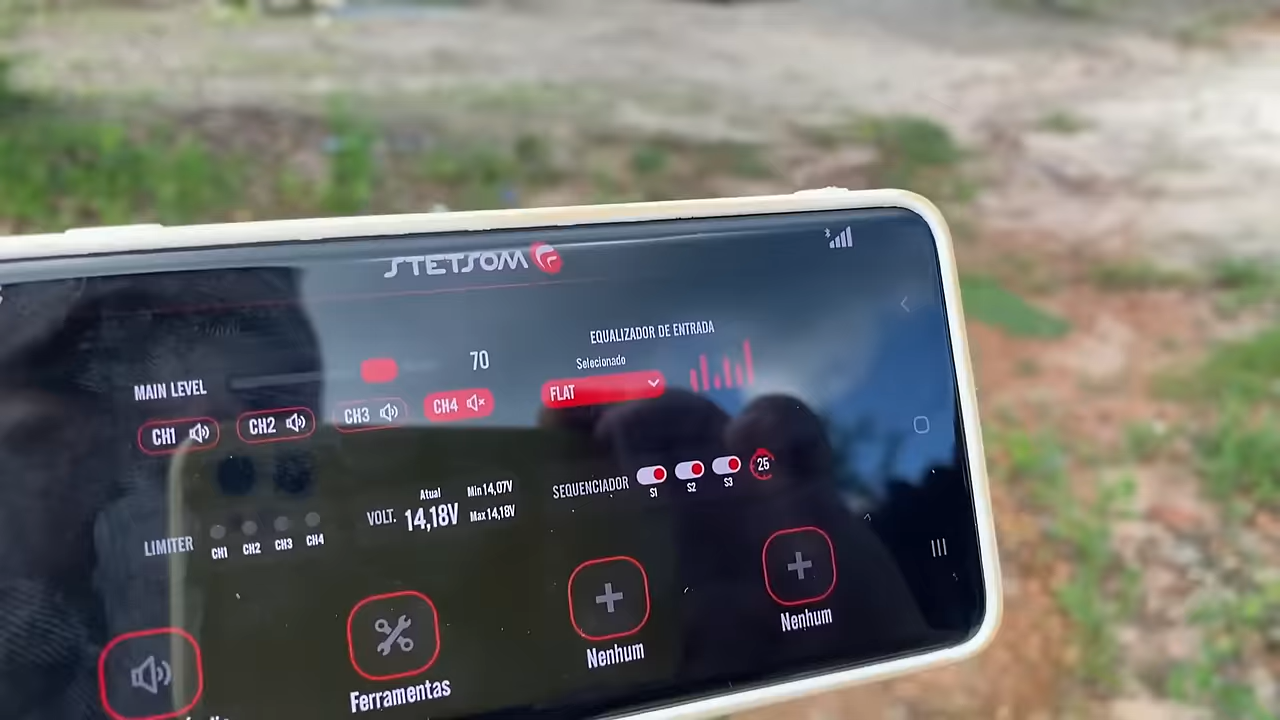 STETSOM
MAIN LEVEL
70
CH1
CH2
CH3
CH4
EQUALIZADOR DE ENTRADA
Selecionado
FLAT
LIMITER
CH1
CH2
CH3
CH4
VOLT.
Atual
14,18V
Min 14,07V
Max 14,18V
SEQUENCIADOR
S1
S2
S3
25
Ferramentas
Nenhum
Nenhum